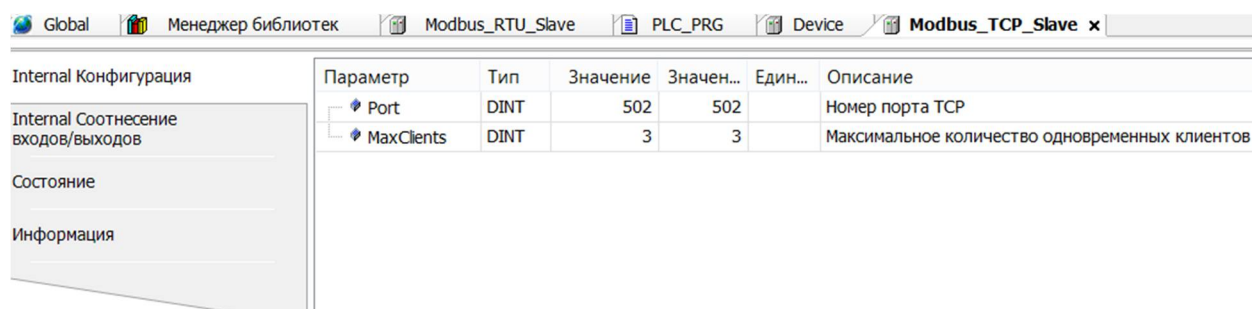 Global Менеджер библиотек Modbus_RTU_Slave PLC_PRG Device Modbus_TCP_Slave x
Internal Конфигурация
Internal Соотнесение
входов/выходов
Состояние
Информация
Параметр Тип Значение Значен... Един... Описание
Port DINT 502 502 Номер порта TCP
MaxClients DINT 3 3 Максимальное количество одновременных клиентов